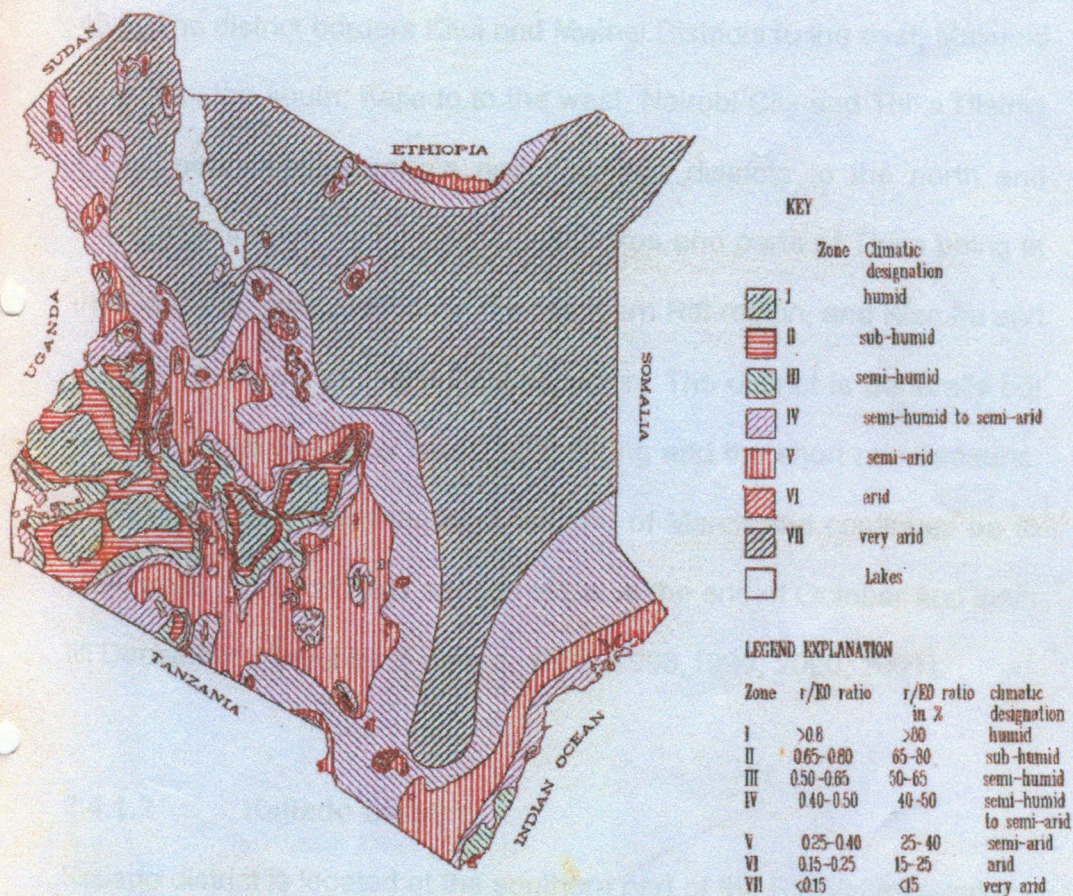 SUDAN
ETHIOPIA
UGANDA
SOMALIA
TANZANIA
INDIAN OCEAN
KEY
Zone Climatic designation
I humid
II sub-humid
III semi-humid
IV semi-humid to semi-arid
V semi-arid
VI arid
VII very arid
Lakes
LEGEND EXPLANATION
Zone r/E0 ratio r/E0 ratio in % climatic designation
I >0.8 >80 humid
II 0.65-0.80 65-80 sub-humid
III 0.50-0.65 50-65 semi-humid
IV 0.40-0.50 40-50 semi-humid to semi-arid
V 0.25-0.40 25-40 semi-arid
VI 0.15-0.25 15-25 arid
VII <0.15 <15 very arid